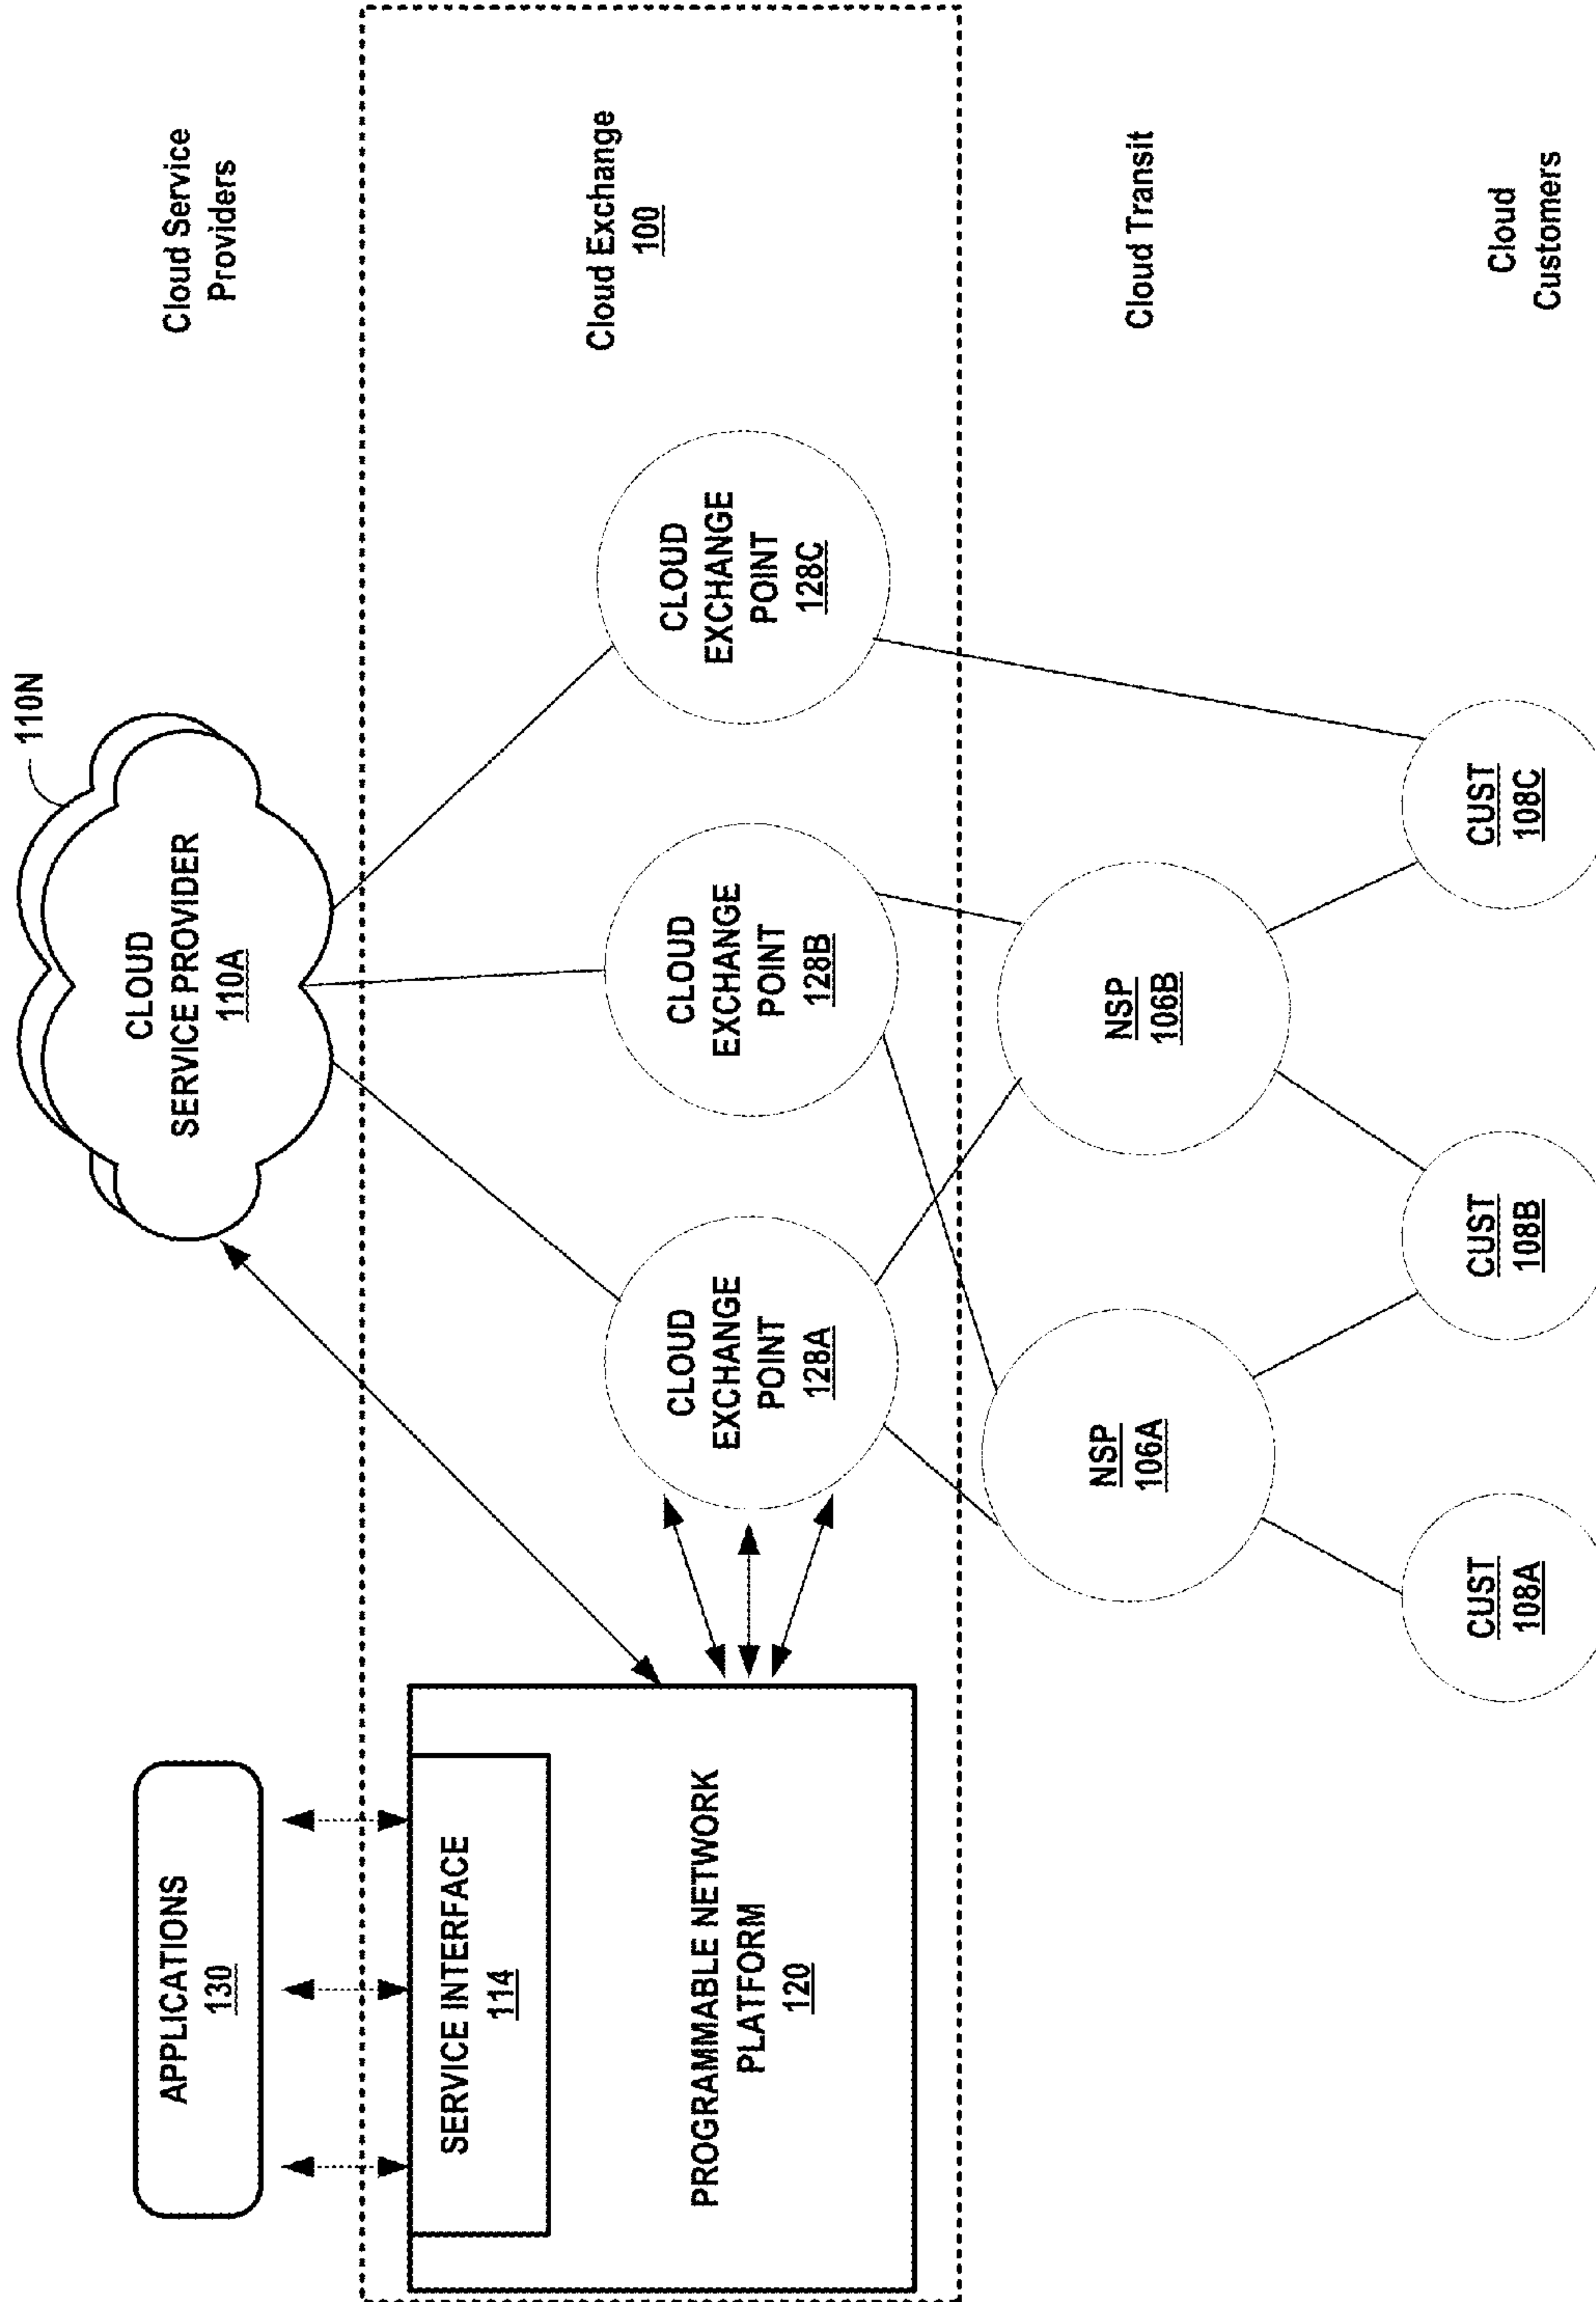 110N
CLOUD
SERVICE PROVIDER
110A
Cloud Service
Providers
APPLICATIONS
130
SERVICE INTERFACE
114
PROGRAMMABLE NETWORK
PLATFORM
120
CLOUD
EXCHANGE
POINT
128A
CLOUD
EXCHANGE
POINT
128B
CLOUD
EXCHANGE
POINT
128C
Cloud Exchange
100
NSP
106A
NSP
106B
Cloud Transit
CUST
108A
CUST
108B
CUST
108C
Cloud
Customers